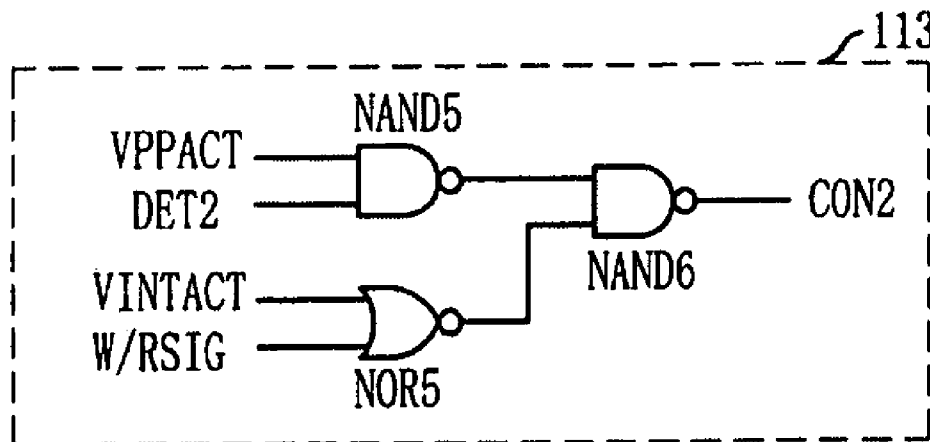 113
NAND5
VPPACT
DET2
CON2
NAND6
VINTACT
W/RSIG
NOR5